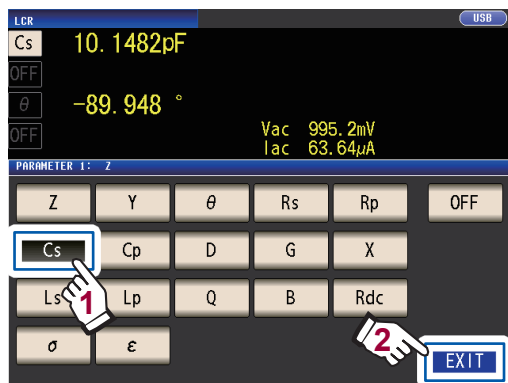 LCR USB
Cs 10.1482pF
OFF
θ -89.948 °
OFF
Vac 995.2mV
Iac 63.64μA
PARAMETER 1: Z
Z Y θ Rs Rp OFF
Cs Cp D G X
Ls Lp Q B Rdc
1
σ ε
2
EXIT